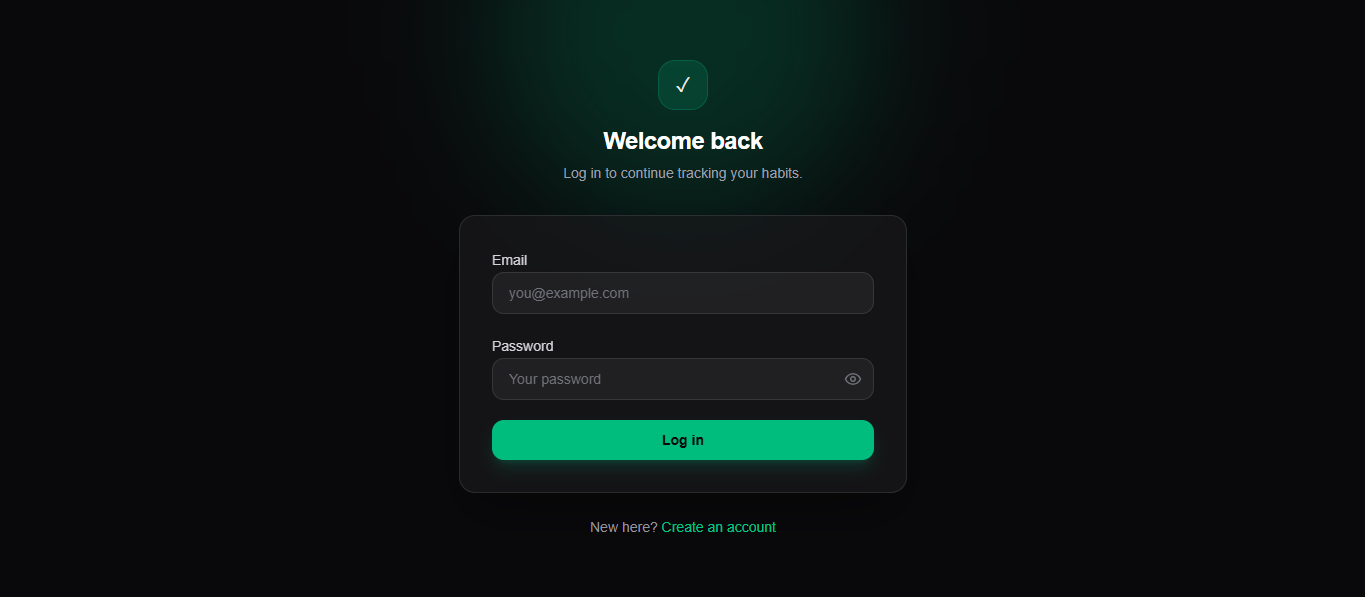 ✓
Welcome back
Log in to continue tracking your habits.
Email
you@example.com
Password
Your password
Log in
New here? Create an account